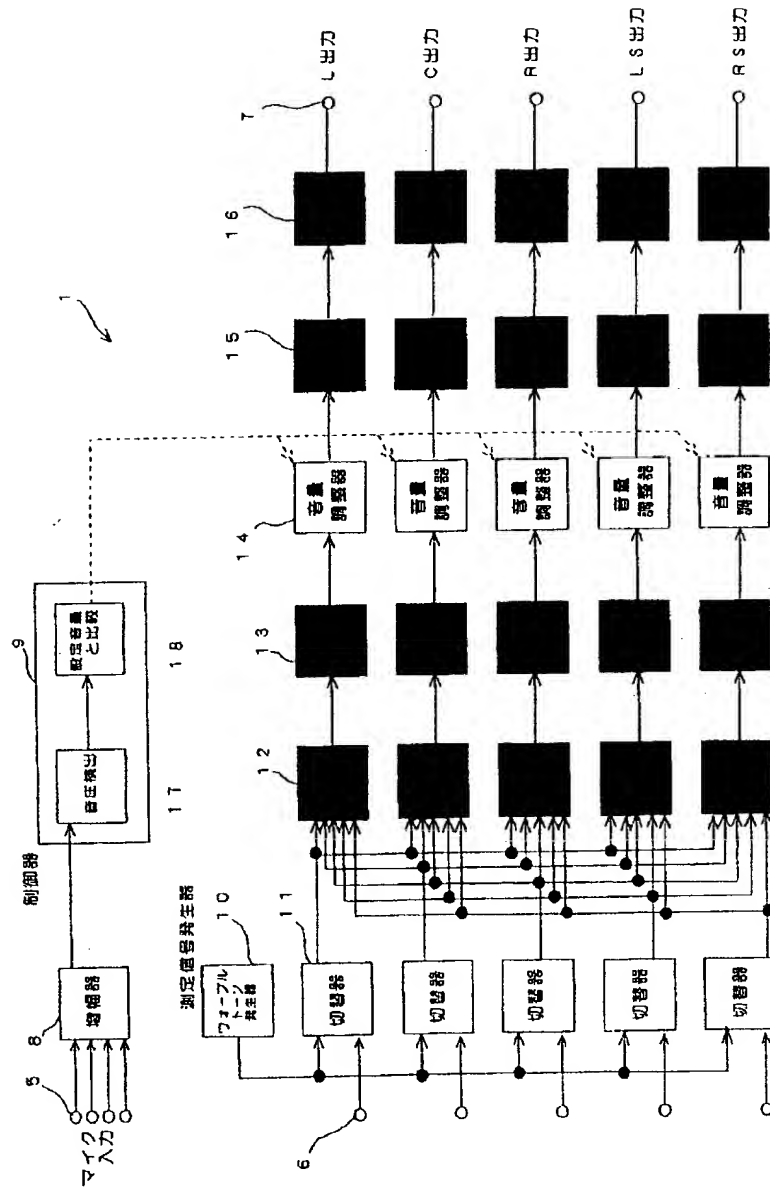 1
マイク
入力
5
8
増幅器
制御器
9
音圧検出
17
設定音量
と比較
18
測定信号発生器
10
ウォーブル
トーン
発生器
6
11
切替器
切替器
切替器
切替器
切替器
12
13
14
音量
調整器
音量
調整器
音量
調整器
音量
調整器
音量
調整器
15
16
7
L出力
C出力
R出力
LS出力
RS出力